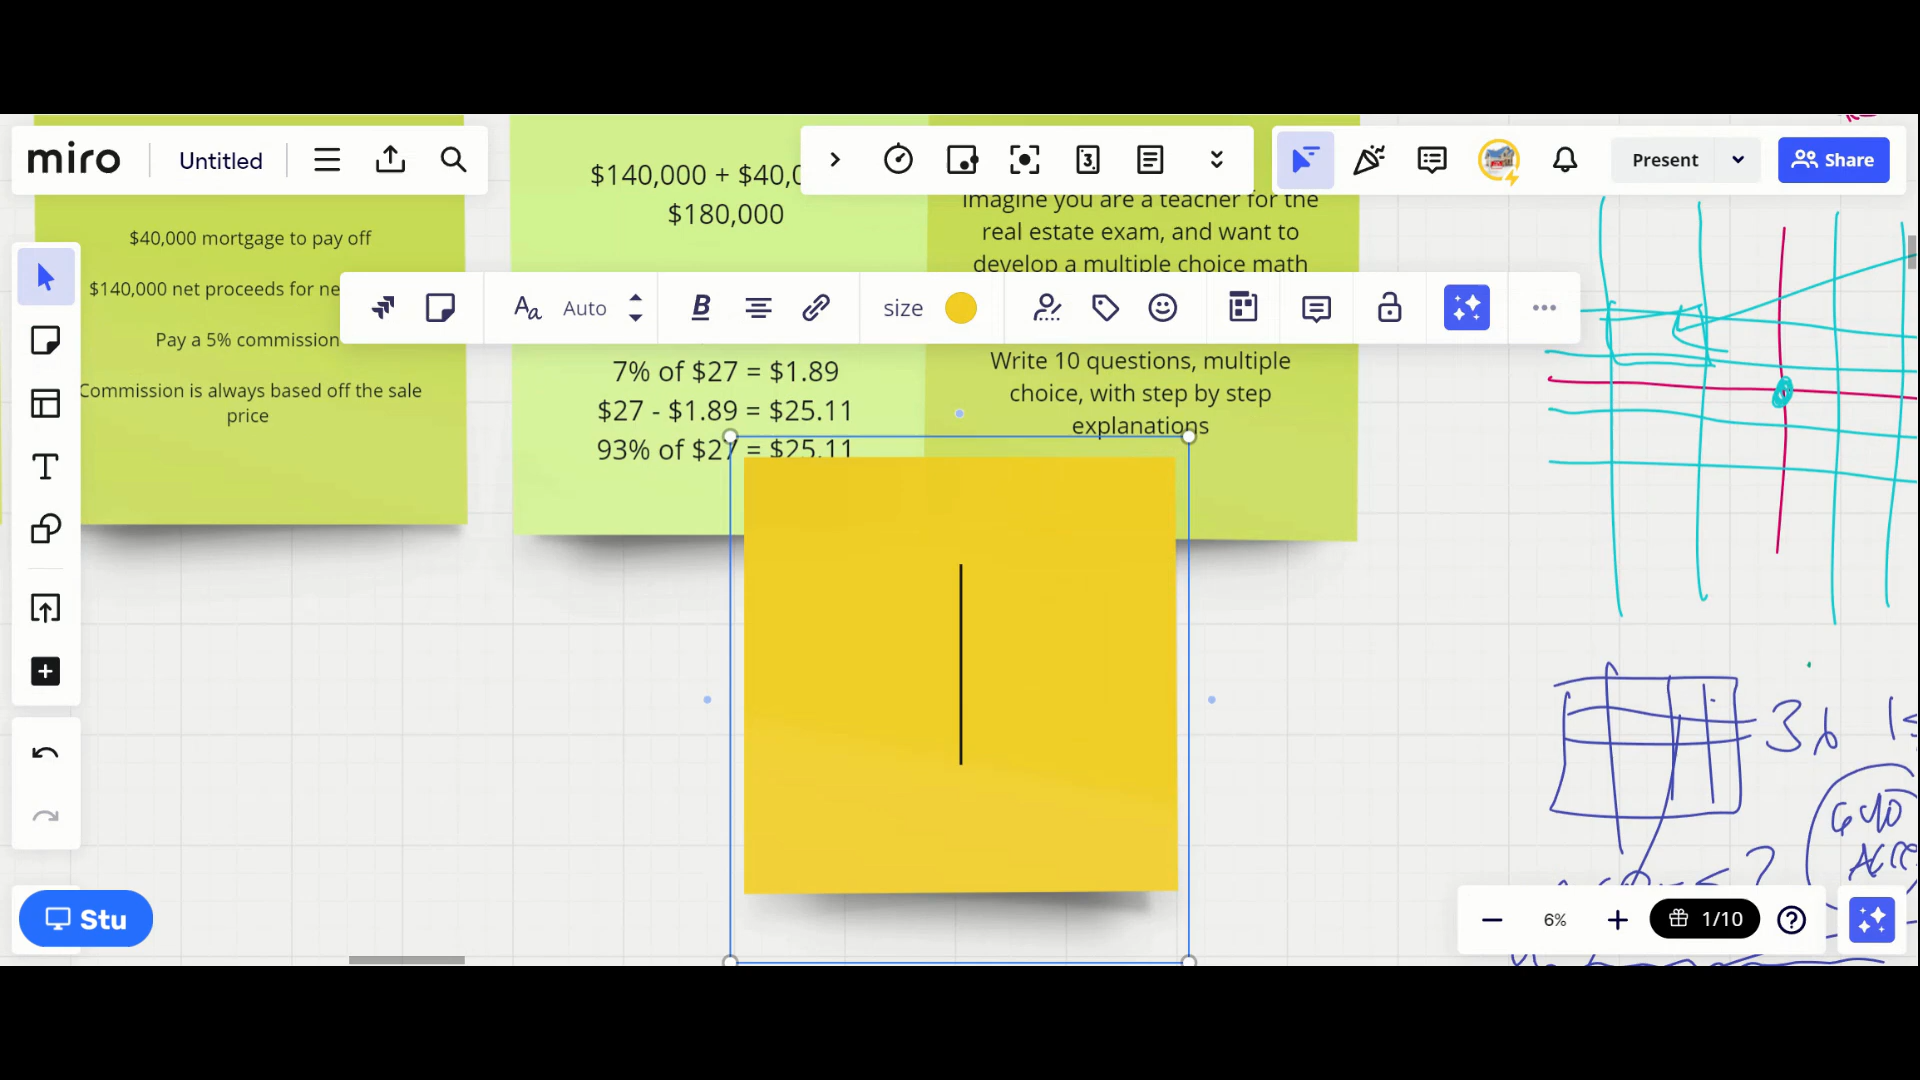 miro
Untitled
3
Present
Share
$40,000 mortgage to pay off
$140,000 net proceeds for
Pay a 5% commission
Commission is always based off the sale
price
$140,000 +
$180,000
7% of $27 = $1.89
$27 - $1.89 = $25.11
93% of $27 = $25.11
Imagine you are a teacher for the
real estate exam, and want to
develop a multiple choice math
Write 10 questions, multiple
choice, with step by step
explanations
Aa
Auto
B
size
T
36
640
Stu
6%
1/10